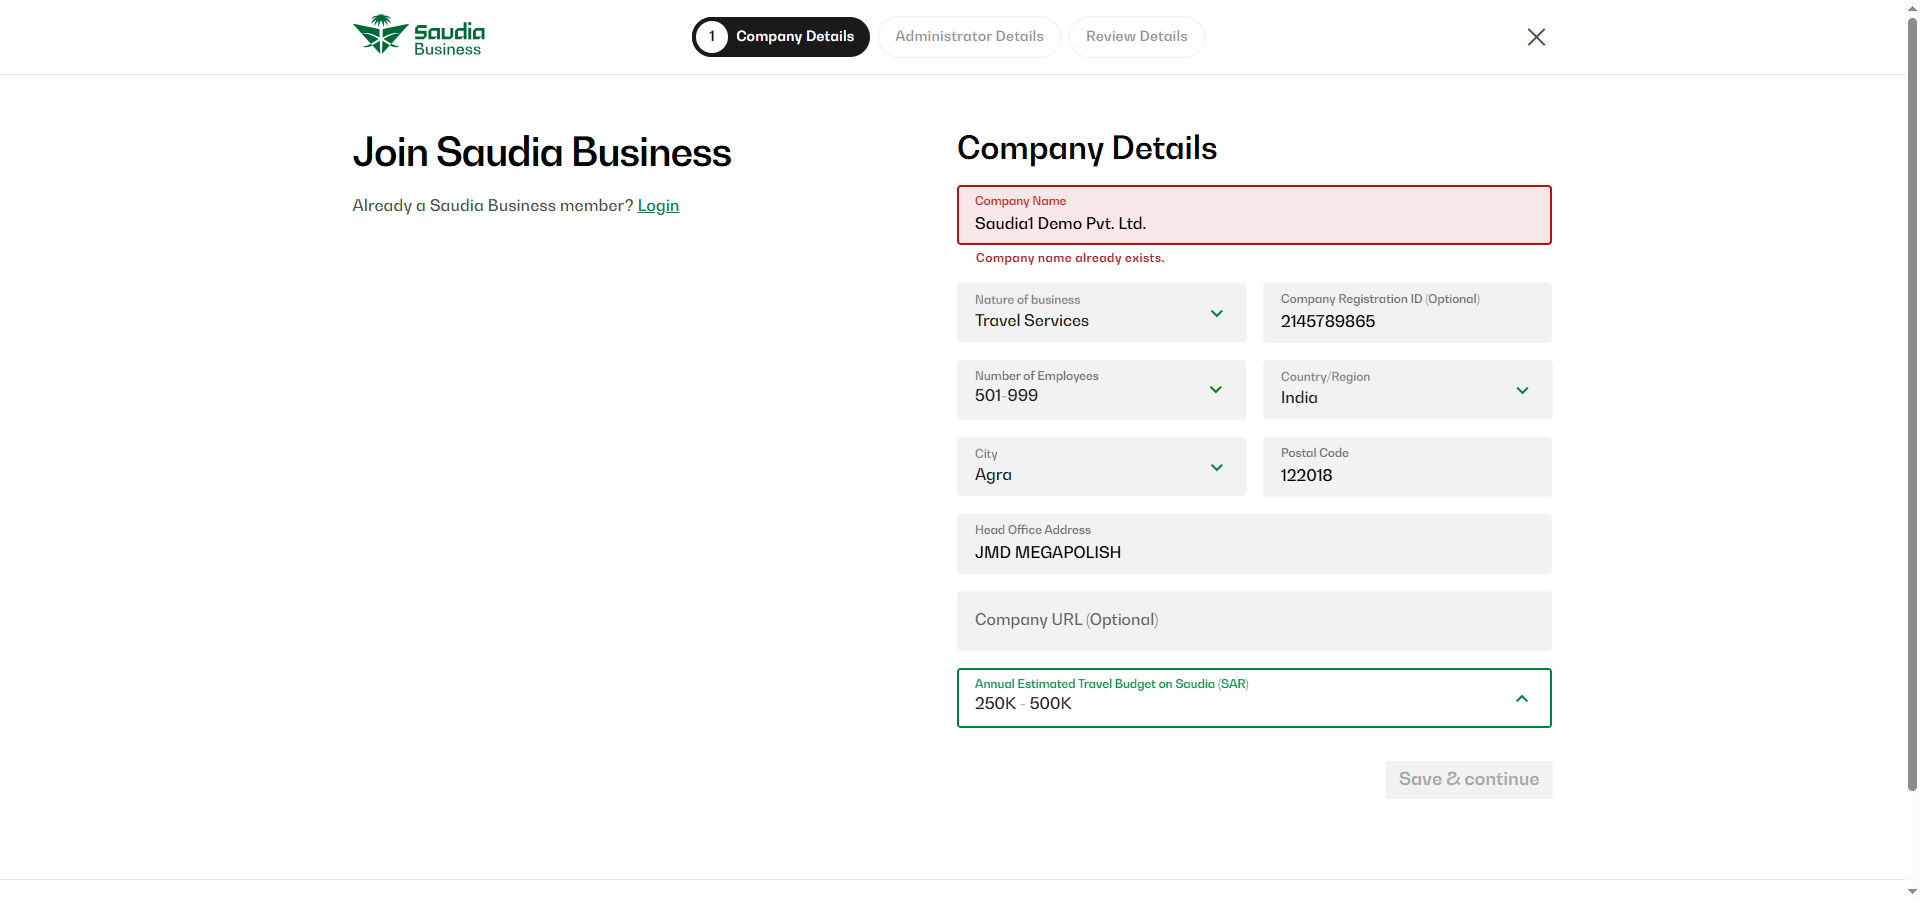 Saudia
Business
1 Company Details
Administrator Details
Review Details
Join Saudia Business
Already a Saudia Business member? Login
Company Details
Company Name
Saudia1 Demo Pvt. Ltd.
Company name already exists.
Nature of business
Travel Services
Company Registration ID (Optional)
2145789865
Number of Employees
501-999
Country/Region
India
City
Agra
Postal Code
122018
Head Office Address
JMD MEGAPOLISH
Company URL (Optional)
Annual Estimated Travel Budget on Saudia (SAR)
250K - 500K
Save & continue